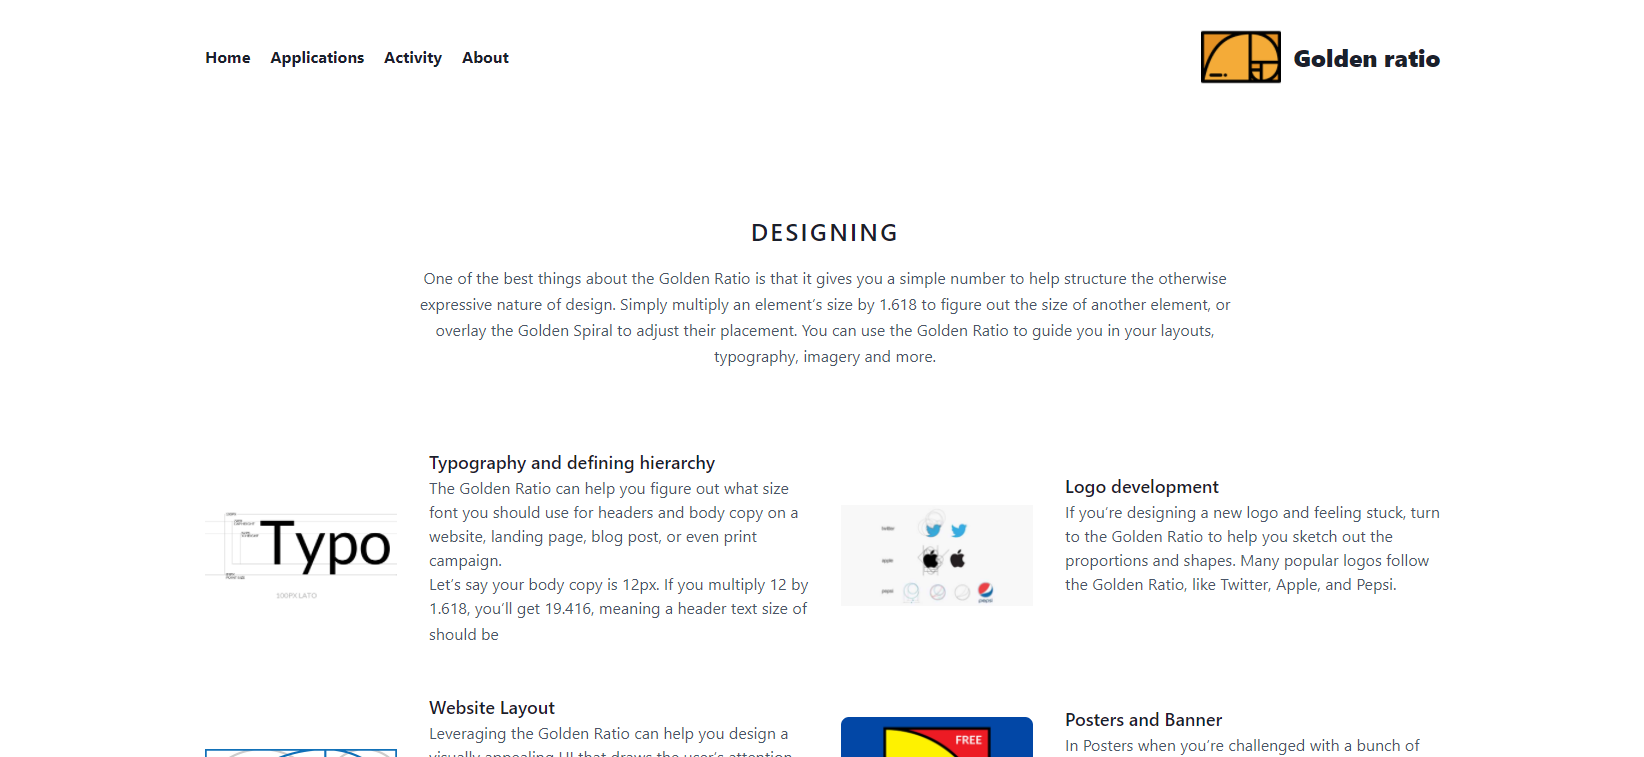 Home Applications Activity About
Golden ratio
DESIGNING
One of the best things about the Golden Ratio is that it gives you a simple number to help structure the otherwise
expressive nature of design. Simply multiply an element's size by 1.618 to figure out the size of another element, or
overlay the Golden Spiral to adjust their placement. You can use the Golden Ratio to guide you in your layouts,
typography, imagery and more.
Typo
100PX LATO
Typography and defining hierarchy
The Golden Ratio can help you figure out what size
font you should use for headers and body copy on a
website, landing page, blog post, or even print
campaign.
Let's say your body copy is 12px. If you multiply 12 by
1.618, you'll get 19.416, meaning a header text size of
should be
twitter
apple
pepsi
pepsi
Logo development
If you're designing a new logo and feeling stuck, turn
to the Golden Ratio to help you sketch out the
proportions and shapes. Many popular logos follow
the Golden Ratio, like Twitter, Apple, and Pepsi.
Website Layout
Leveraging the Golden Ratio can help you design a
visually appealing UI that draws the user's attention
FREE
Posters and Banner
In Posters when you're challenged with a bunch of